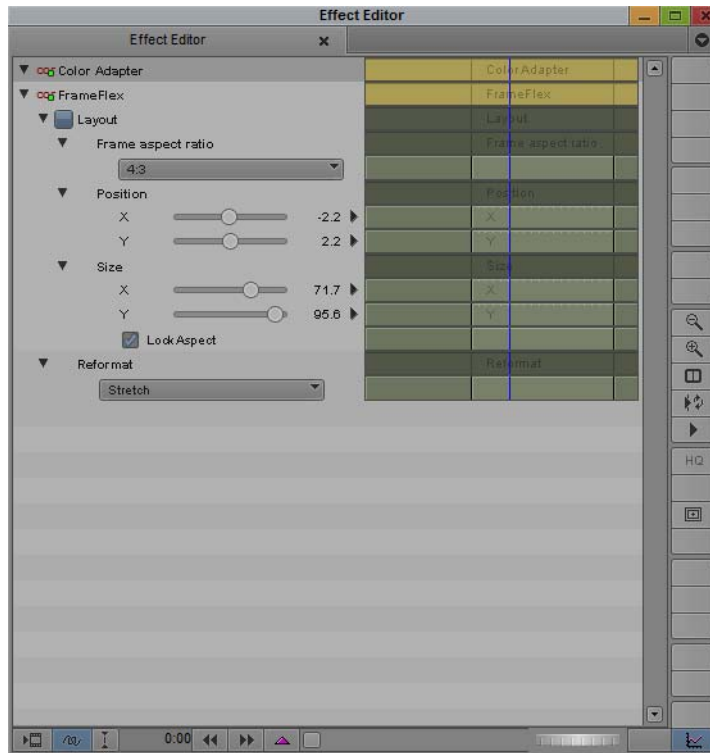 Effect Editor
Effect Editor
Color Adapter ColorAdapter
FrameFlex FrameFlex
Layout Layout
Frame aspect ratio Frame aspect ratio
4:3
Position Position
X -2.2 X
Y 2.2 Y
Size Size
X 71.7 X
Y 95.6 Y
Lock Aspect
Reformat Reformat
Stretch
HQ
0:00